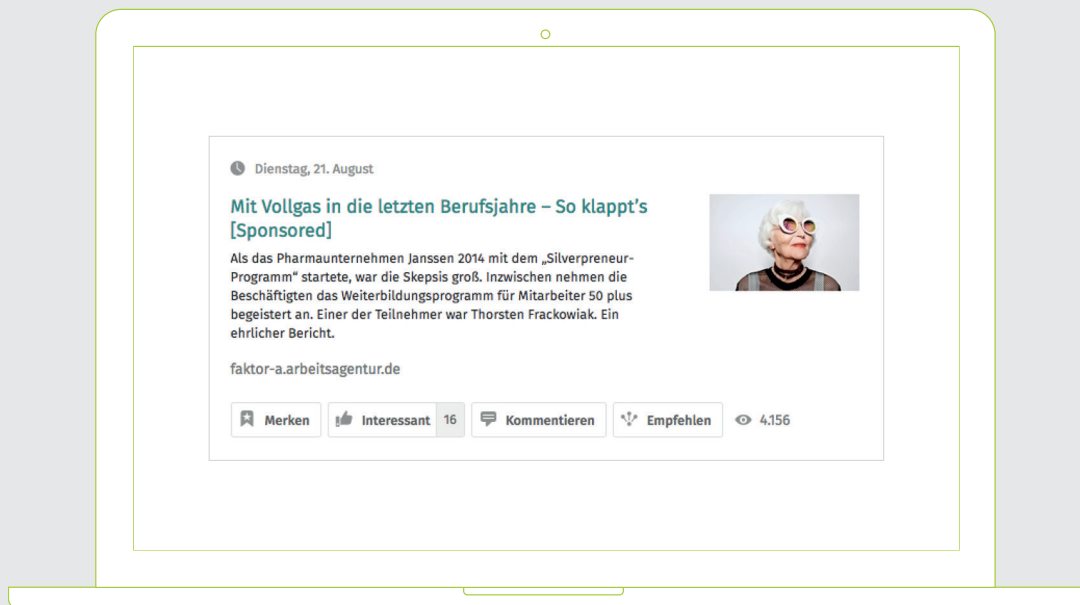 Dienstag, 21. August
Mit Vollgas in die letzten Berufsjahre – So klappt’s
[Sponsored]
Als das Pharmaunternehmen Janssen 2014 mit dem „Silverpreneur-
Programm“ startete, war die Skepsis groß. Inzwischen nehmen die
Beschäftigten das Weiterbildungsprogramm für Mitarbeiter 50 plus
begeistert an. Einer der Teilnehmer war Thorsten Frackowiak. Ein
ehrlicher Bericht.
faktor-a.arbeitsagentur.de
Merken Interessant 16 Kommentieren Empfehlen 4.156